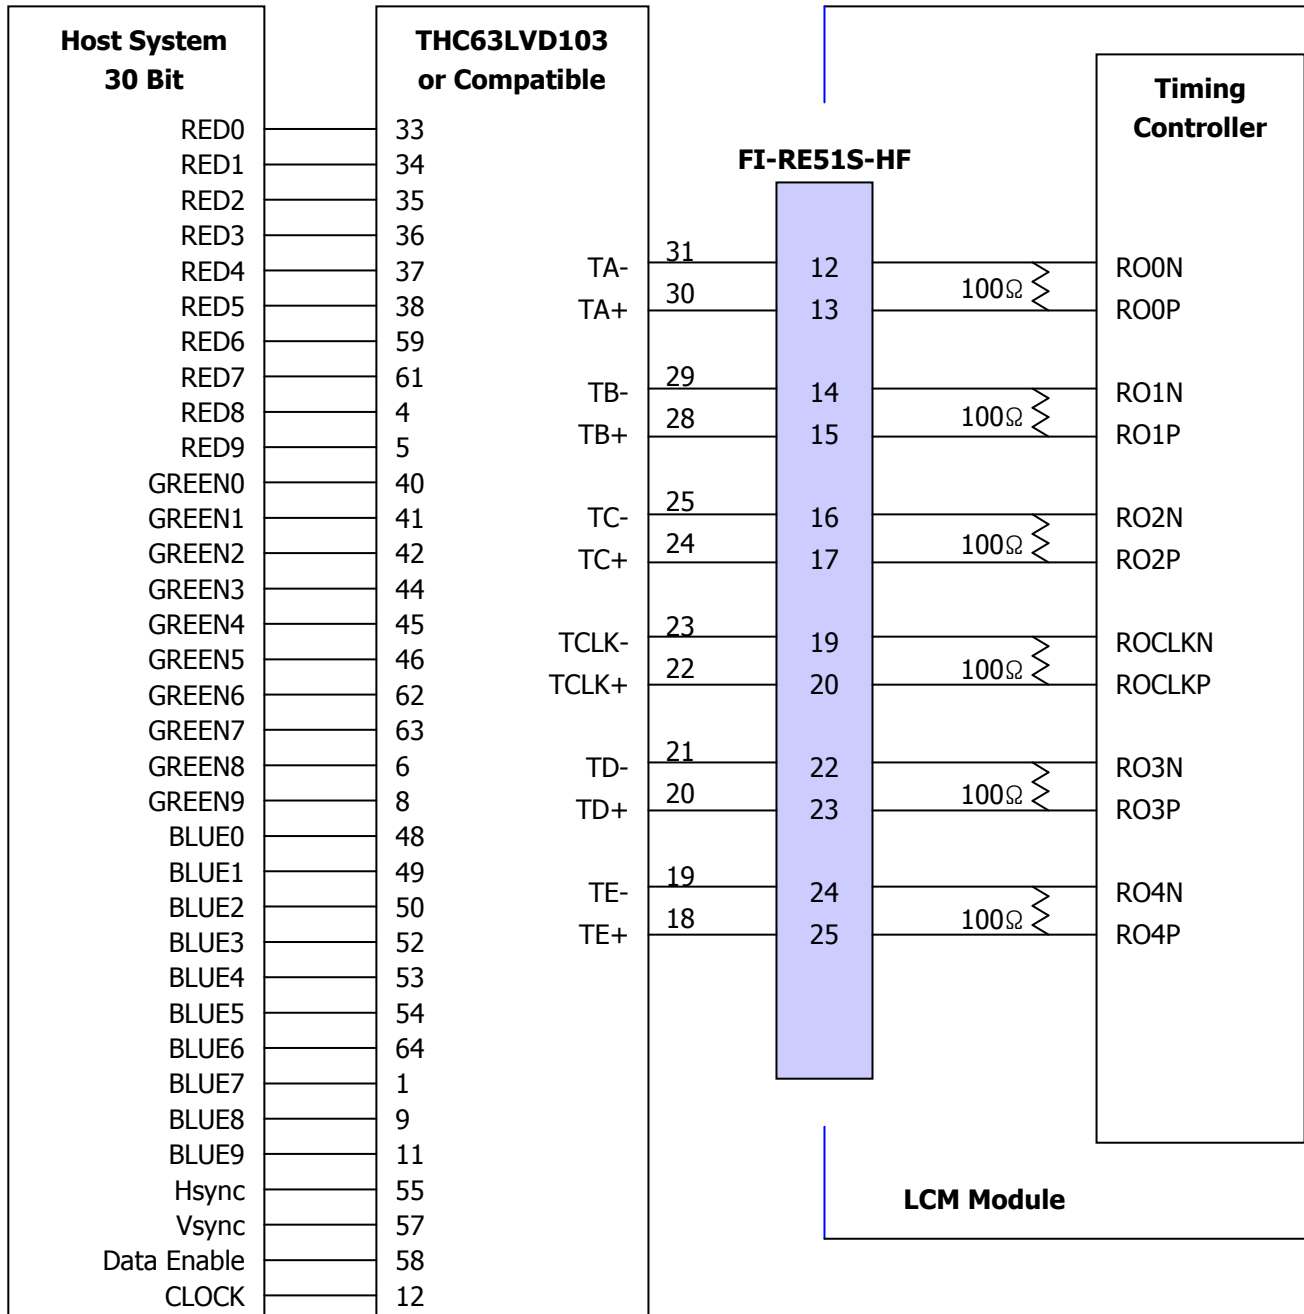 Host System
30 Bit
RED0 33
RED1 34
RED2 35
RED3 36
RED4 37
RED5 38
RED6 59
RED7 61
RED8 4
RED9 5
GREEN0 40
GREEN1 41
GREEN2 42
GREEN3 44
GREEN4 45
GREEN5 46
GREEN6 62
GREEN7 63
GREEN8 6
GREEN9 8
BLUE0 48
BLUE1 49
BLUE2 50
BLUE3 52
BLUE4 53
BLUE5 54
BLUE6 64
BLUE7 1
BLUE8 9
BLUE9 11
Hsync 55
Vsync 57
Data Enable 58
CLOCK 12
THC63LVD103
or Compatible
FI-RE51S-HF
Timing
Controller
TA- 31 12 RO0N
100Ω
TA+ 30 13 RO0P
TB- 29 14 RO1N
100Ω
TB+ 28 15 RO1P
TC- 25 16 RO2N
100Ω
TC+ 24 17 RO2P
TCLK- 23 19 ROCLKN
100Ω
TCLK+ 22 20 ROCLKP
TD- 21 22 RO3N
100Ω
TD+ 20 23 RO3P
TE- 19 24 RO4N
100Ω
TE+ 18 25 RO4P
LCM Module